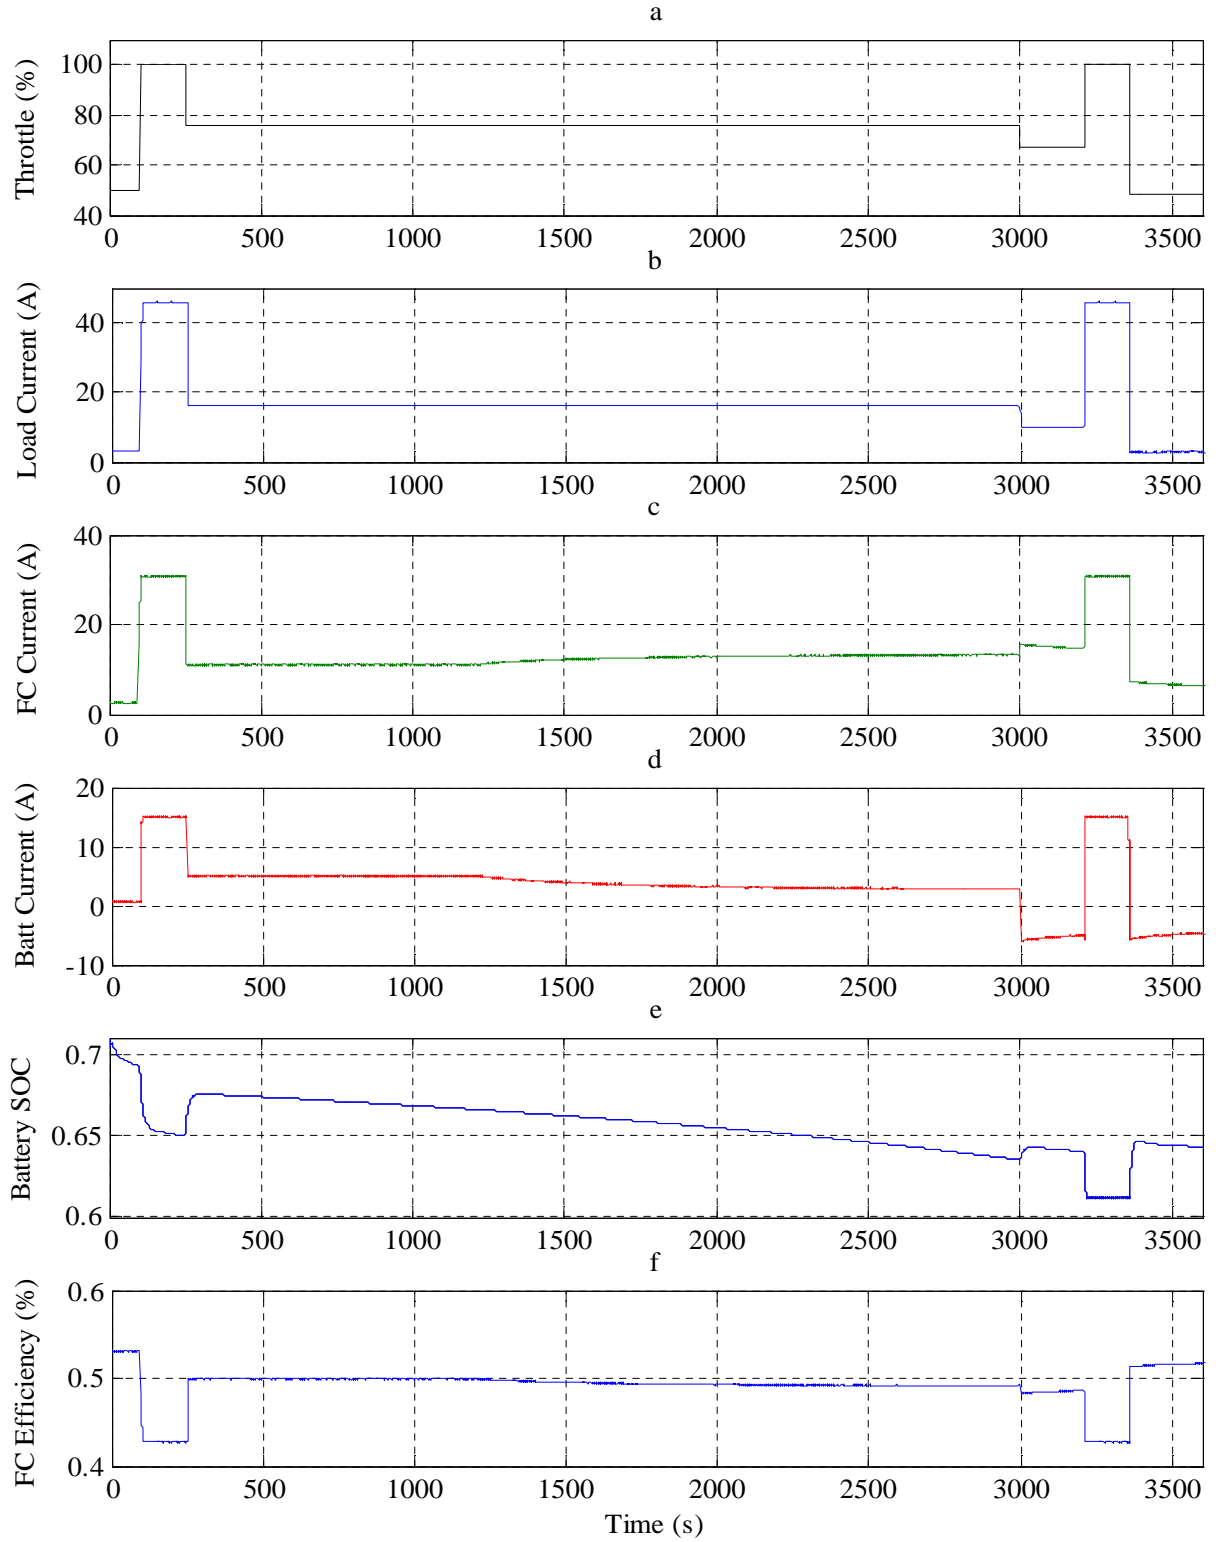 a
Throttle (%)
100
80
60
40
0 500 1000 1500 2000 2500 3000 3500
b
Load Current (A)
40
20
0
0 500 1000 1500 2000 2500 3000 3500
c
FC Current (A)
40
20
0
0 500 1000 1500 2000 2500 3000 3500
d
Batt Current (A)
20
10
0
-10
0 500 1000 1500 2000 2500 3000 3500
e
Battery SOC
0.7
0.65
0.6
0 500 1000 1500 2000 2500 3000 3500
f
FC Efficiency (%)
0.6
0.5
0.4
0 500 1000 1500 2000 2500 3000 3500
Time (s)